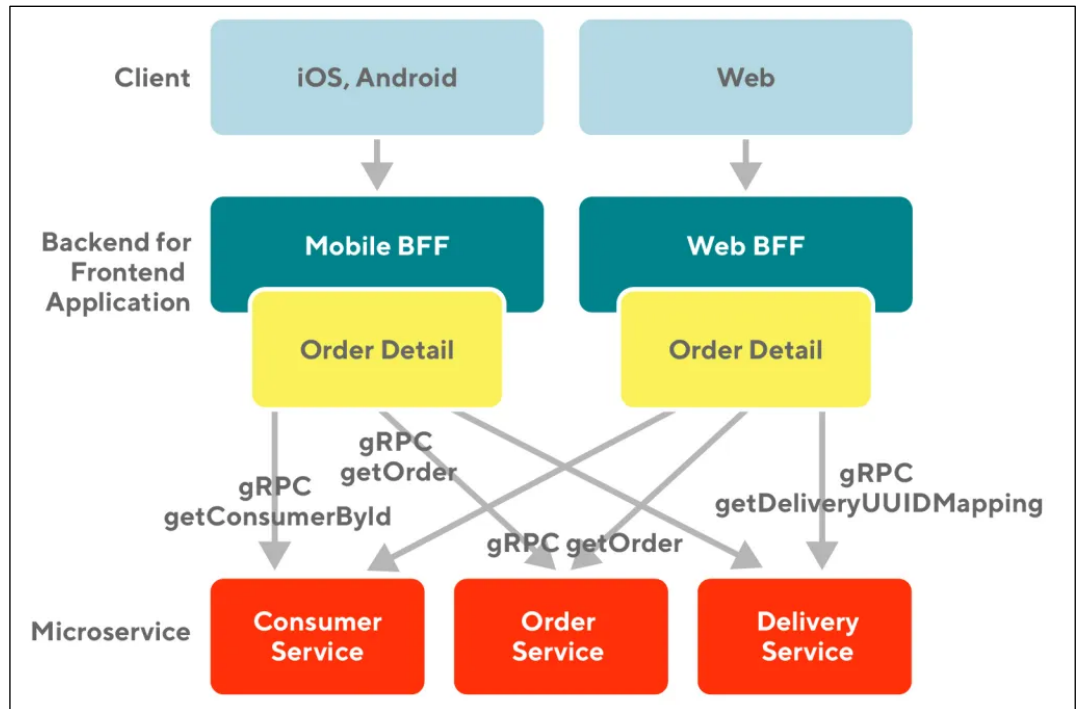 Client
iOS, Android
Web
Backend for
Frontend
Application
Mobile BFF
Web BFF
Order Detail
Order Detail
gRPC
getOrder
gRPC
getConsumerById
gRPC
getDeliveryUUIDMapping
gRPC getOrder
Microservice
Consumer
Service
Order
Service
Delivery
Service